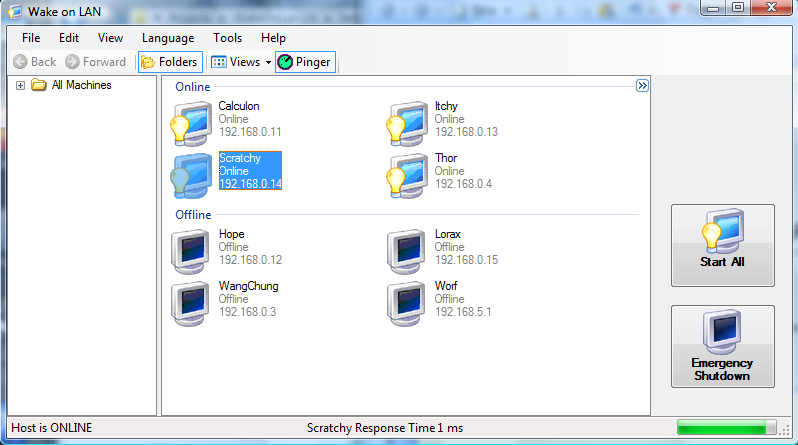 Wake on LAN
File Edit View Language Tools Help
Back Forward Folders Views Pinger
All Machines
Online
Calculon
Online
192.168.0.11
Itchy
Online
192.168.0.13
Scratchy
Online
192.168.0.14
Thor
Online
192.168.0.4
Offline
Hope
Offline
192.168.0.12
Lorax
Offline
192.168.0.15
WangChung
Offline
192.168.0.3
Worf
Offline
192.168.5.1
Start All
Emergency
Shutdown
Host is ONLINE
Scratchy Response Time 1 ms